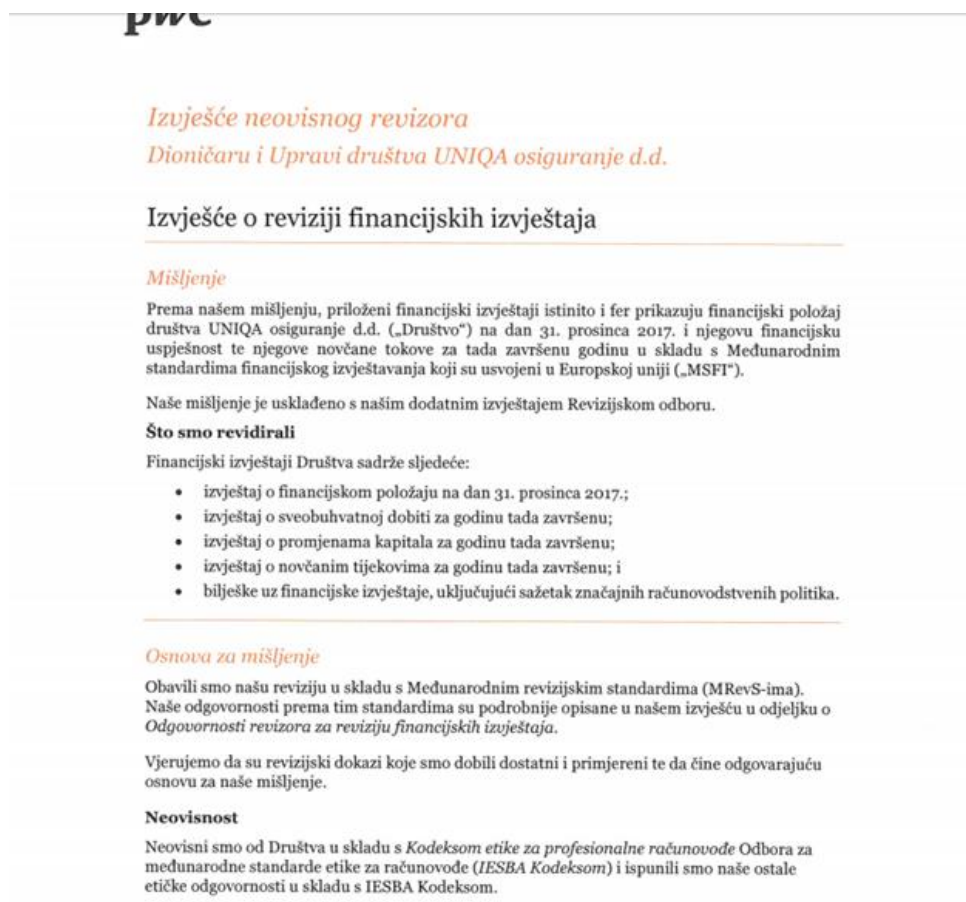 pwc
Izvješće neovisnog revizora
Dioničaru i Upravi društva UNIQA osiguranje d.d.
Izvješće o reviziji financijskih izvještaja
Mišljenje
Prema našem mišljenju, priloženi financijski izvještaji istinito i fer prikazuju financijski položaj
društva UNIQA osiguranje d.d. („Društvo“) na dan 31. prosinca 2017. i njegovu financijsku
uspješnost te njegove novčane tokove za tada završenu godinu u skladu s Međunarodnim
standardima financijskog izvještavanja koji su usvojeni u Europskoj uniji („MSFI“).
Naše mišljenje je usklađeno s našim dodatnim izvještajem Revizijskom odboru.
Što smo revidirali
Financijski izvještaji Društva sadrže sljedeće:
• izvještaj o financijskom položaju na dan 31. prosinca 2017.;
• izvještaj o sveobuhvatnoj dobiti za godinu tada završenu;
• izvještaj o promjenama kapitala za godinu tada završenu;
• izvještaj o novčanim tijekovima za godinu tada završenu; i
• bilješke uz financijske izvještaje, uključujući sažetak značajnih računovodstvenih politika.
Osnova za mišljenje
Obavili smo našu reviziju u skladu s Međunarodnim revizijskim standardima (MRevS-ima).
Naše odgovornosti prema tim standardima su podrobnije opisane u našem izvješću u odjeljku o
Odgovornosti revizora za reviziju financijskih izvještaja.
Vjerujemo da su revizijski dokazi koje smo dobili dostatni i primjereni te da čine odgovarajuću
osnovu za naše mišljenje.
Neovisnost
Neovisni smo od Društva u skladu s Kodeksom etike za profesionalne računovođe Odbora za
međunarodne standarde etike za računovođe (IESBA Kodeksom) i ispunili smo naše ostale
etičke odgovornosti u skladu s IESBA Kodeksom.